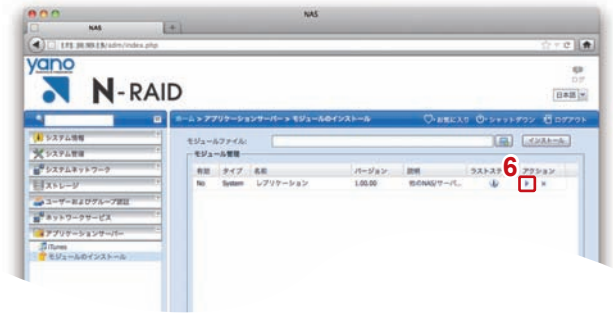 NAS
NAS
yano
N-RAID
ログ
日本語
ホーム > アプリケーションサーバー > モジュールのインストール
お気に入り
シャットダウン
ログアウト
システム情報
システム管理
システムネットワーク
ストレージ
ユーザーおよびグループ認証
ネットワークサービス
アプリケーションサーバー
iTunes
モジュールのインストール
モジュールファイル:
インストール
モジュール管理
有効 タイプ 名前 バージョン 説明 ラストステ アクション
6
No System レプリケーション 1.00.00 他のNAS/サーバ...